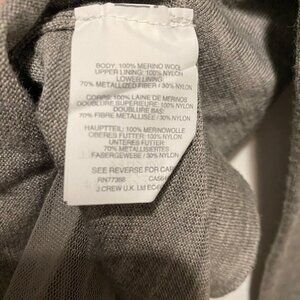 BODY: 100% MERINO WOOL
UPPER LINING: 100% NYLON
LOWER LINING:
70% METALLIZED FIBER / 30% NYLON
CORPS: 100% LAINE DE MERINOS
DOUBLURE SUPERIEURE: 100% NYLON
DOUBLURE BAS:
70% FIBRE METALLISEE / 30% NYLON
HAUPTTEIL: 100% MERINOWOLLE
OBERES FUTTER: 100% NYLON
UNTERES FUTTER:
70% METALLISIERTES
FASERGEWEBE / 30% NYLON
SEE REVERSE FOR CAR
RN77388
J.CREW U.K. Ltd